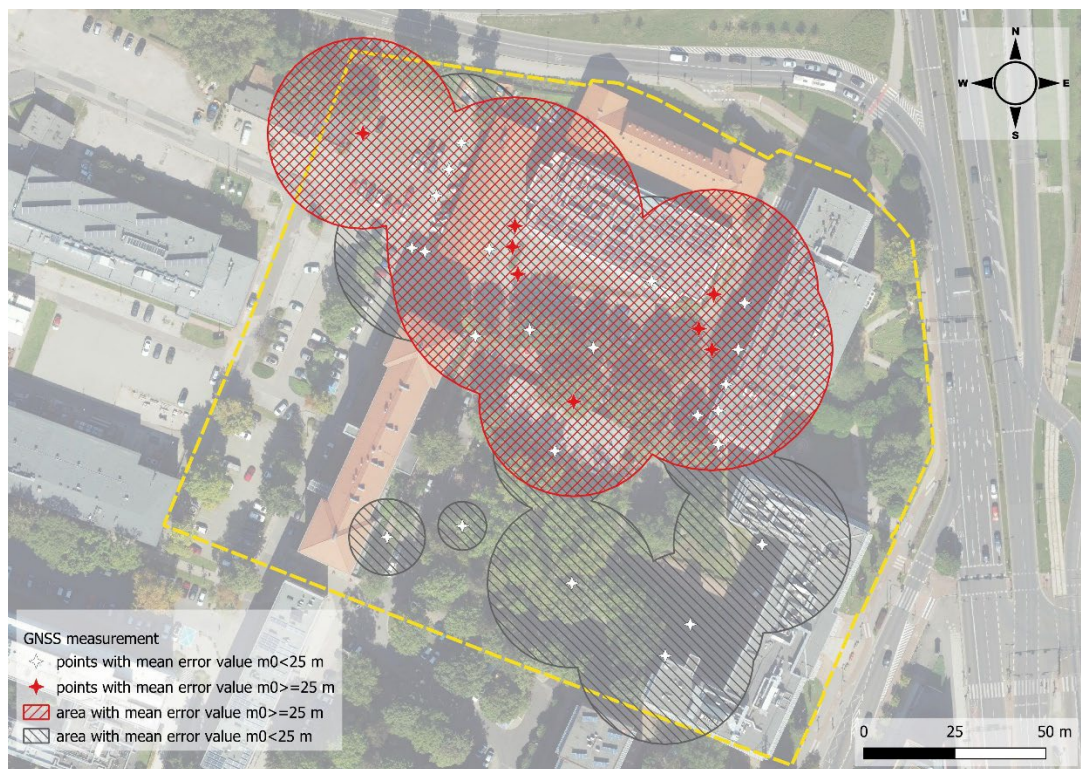 N
W E
S
GNSS measurement
points with mean error value m0<25 m
points with mean error value m0>=25 m
area with mean error value m0>=25 m
area with mean error value m0<25 m
0 25 50 m